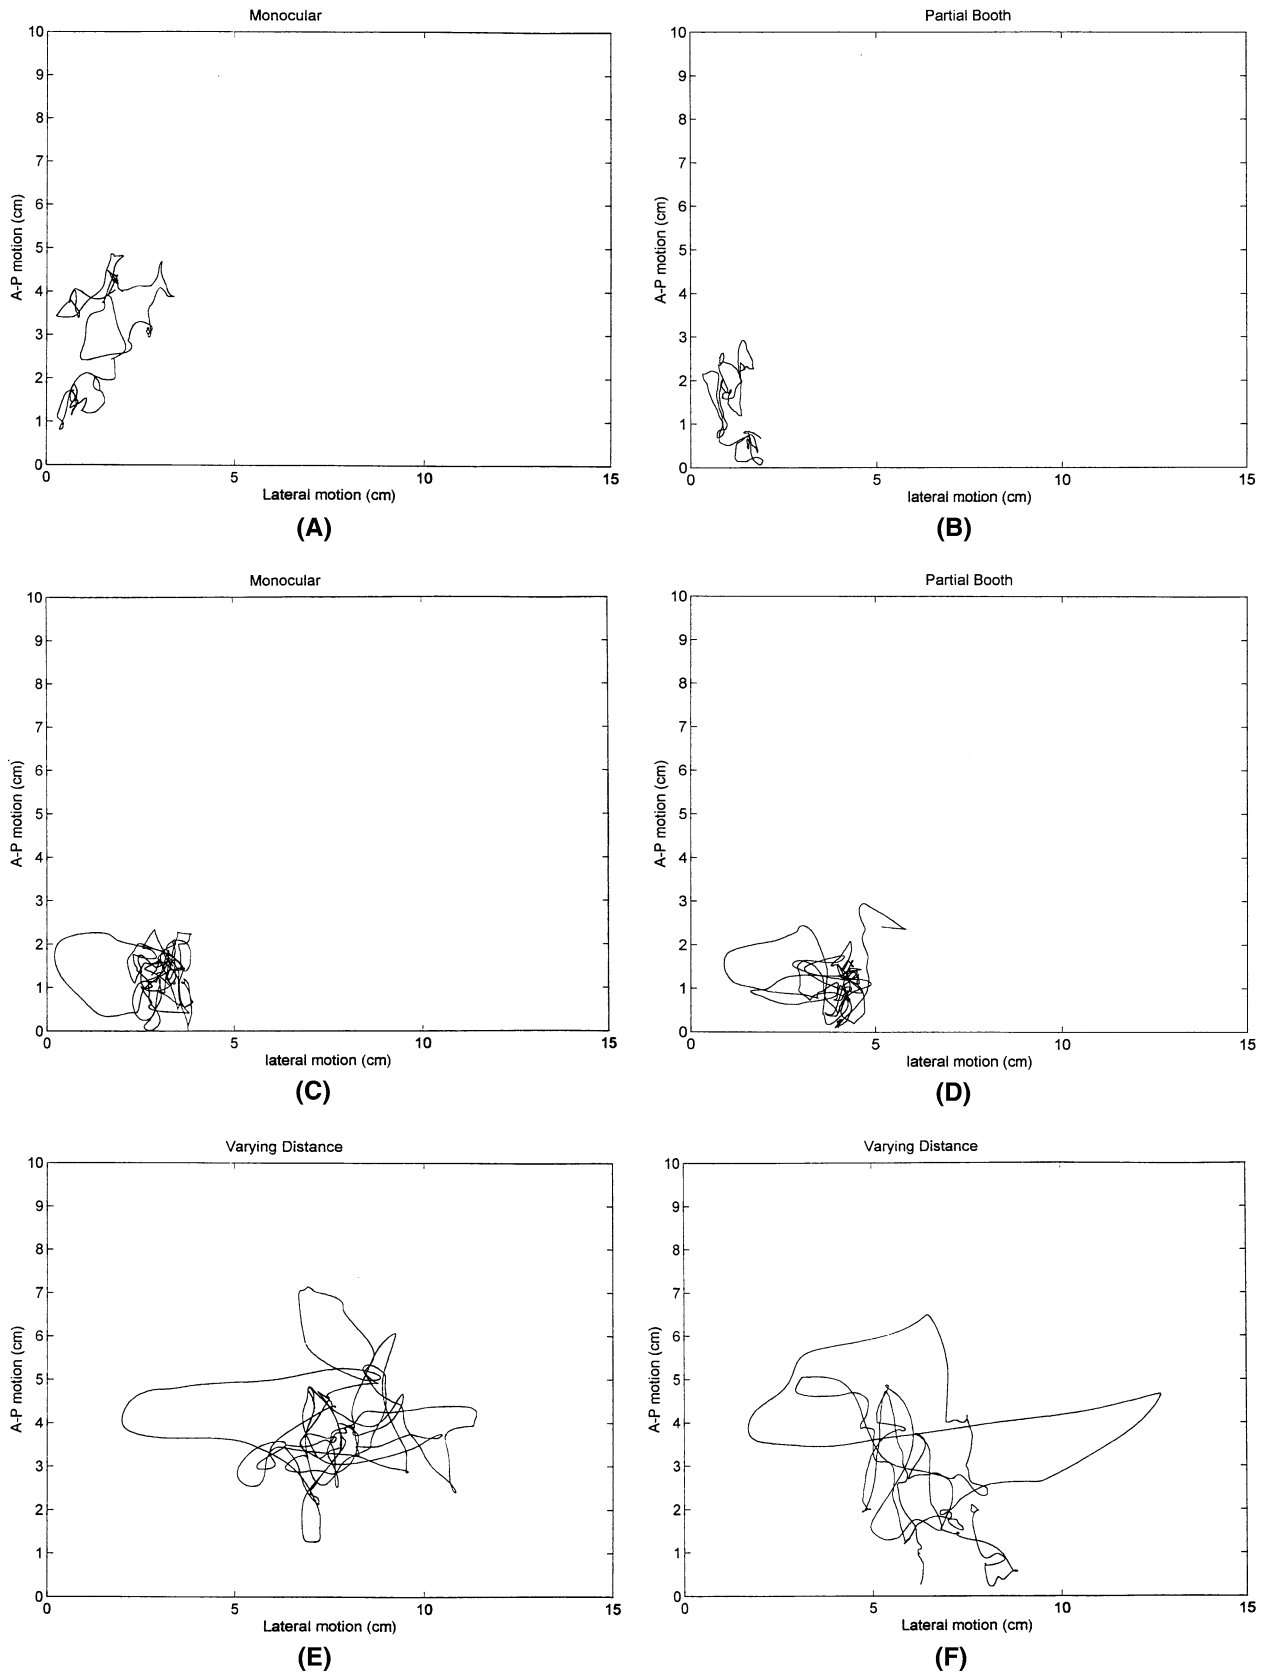 Monocular
10
9
8
7
6
5
4
3
2
1
0
A-P motion (cm)
0 5 10 15
Lateral motion (cm)
(A)
Partial Booth
10
9
8
7
6
5
4
3
2
1
0
A-P motion (cm)
0 5 10 15
lateral motion (cm)
(B)
Monocular
10
9
8
7
6
5
4
3
2
1
0
A-P motion (cm)
0 5 10 15
lateral motion (cm)
(C)
Partial Booth
10
9
8
7
6
5
4
3
2
1
0
A-P motion (cm)
0 5 10 15
lateral motion (cm)
(D)
Varying Distance
10
9
8
7
6
5
4
3
2
1
0
A-P motion (cm)
0 5 10 15
Lateral motion (cm)
(E)
Varying Distance
10
9
8
7
6
5
4
3
2
1
0
A-P motion (cm)
0 5 10 15
Lateral motion (cm)
(F)